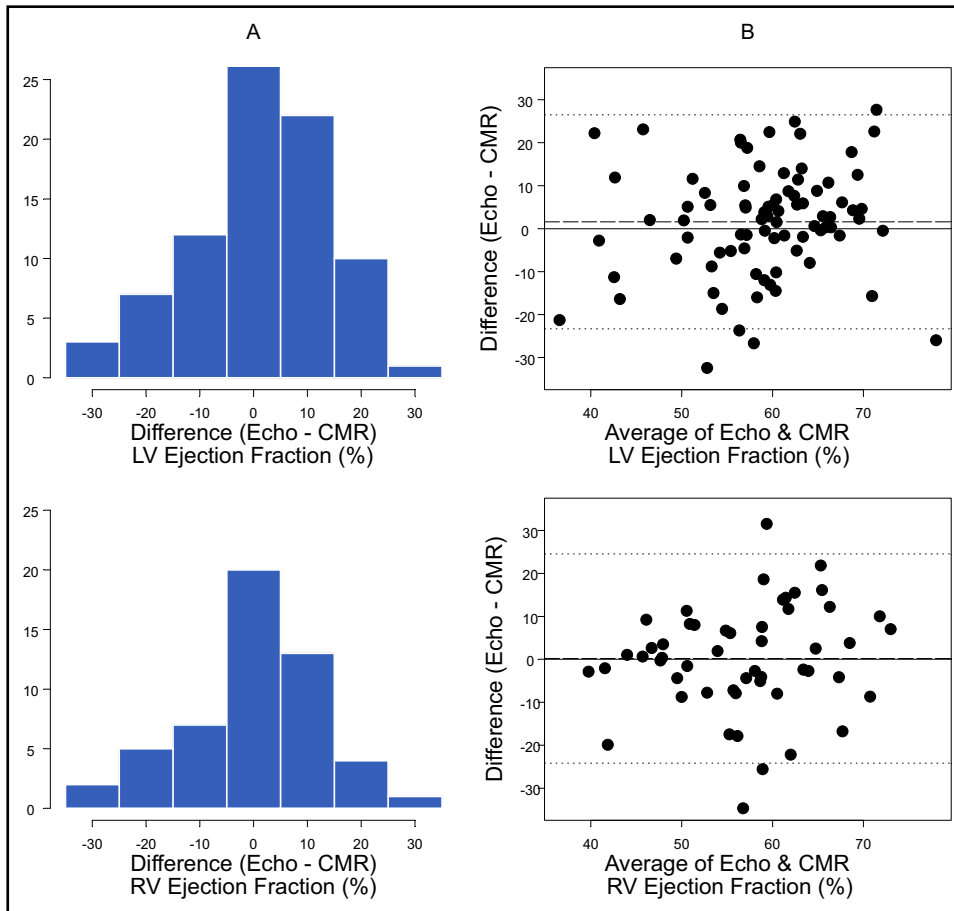 A
25
20
15
10
5
0
-30 -20 -10 0 10 20 30
Difference (Echo - CMR)
LV Ejection Fraction (%)
B
Difference (Echo - CMR)
30
20
10
0
-10
-20
-30
40 50 60 70
Average of Echo & CMR
LV Ejection Fraction (%)
25
20
15
10
5
0
-30 -20 -10 0 10 20 30
Difference (Echo - CMR)
RV Ejection Fraction (%)
Difference (Echo - CMR)
30
20
10
0
-10
-20
-30
40 50 60 70
Average of Echo & CMR
RV Ejection Fraction (%)